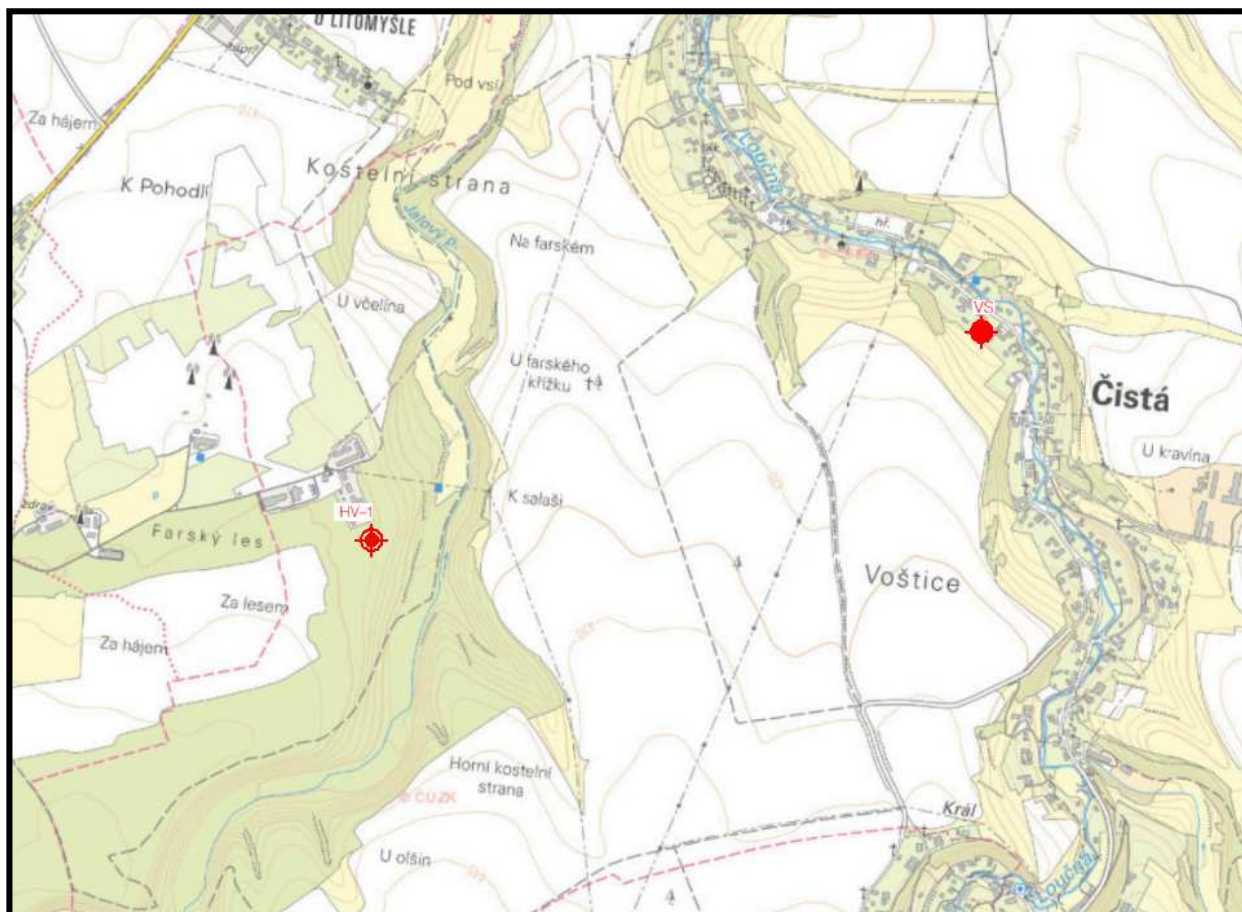 U LITOMYŠLE
Pod vsí
Za hájem
K Pohodlí
Kostelní strana
Loučná
Jalový p.
Na farském
hř.
U včelína
VS
U farského
křížku
Čistá
U kravína
K salaši
HV-1
Farský les
Voštice
Za lesem
Za hájem
Horní kostelní
strana
© ČÚZK
Král
U olšin
Loučná